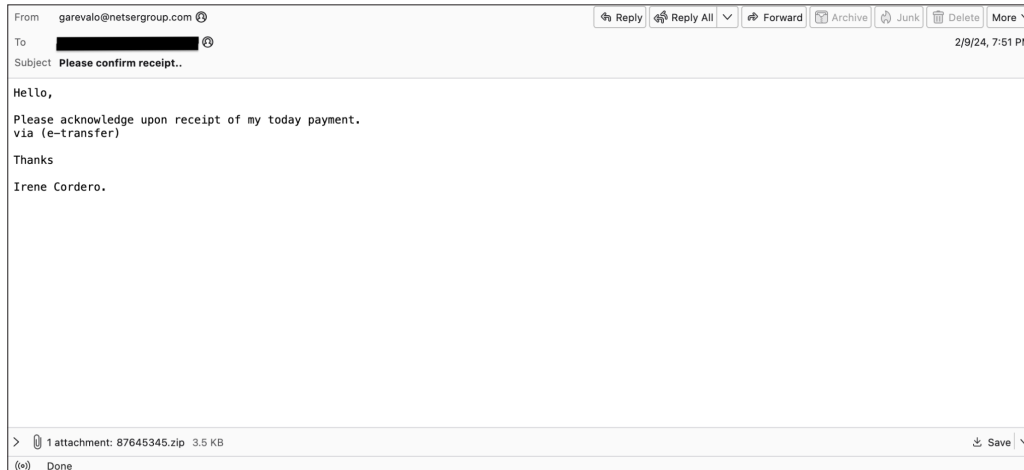 From garevalo@netsergroup.com Reply Reply All Forward Archive Junk Delete More
To 2/9/24, 7:51
Subject Please confirm receipt..
Hello,
Please acknowledge upon receipt of my today payment.
via (e-transfer)
Thanks
Irene Cordero.
1 attachment: 87645345.zip 3.5 KB Save
Done